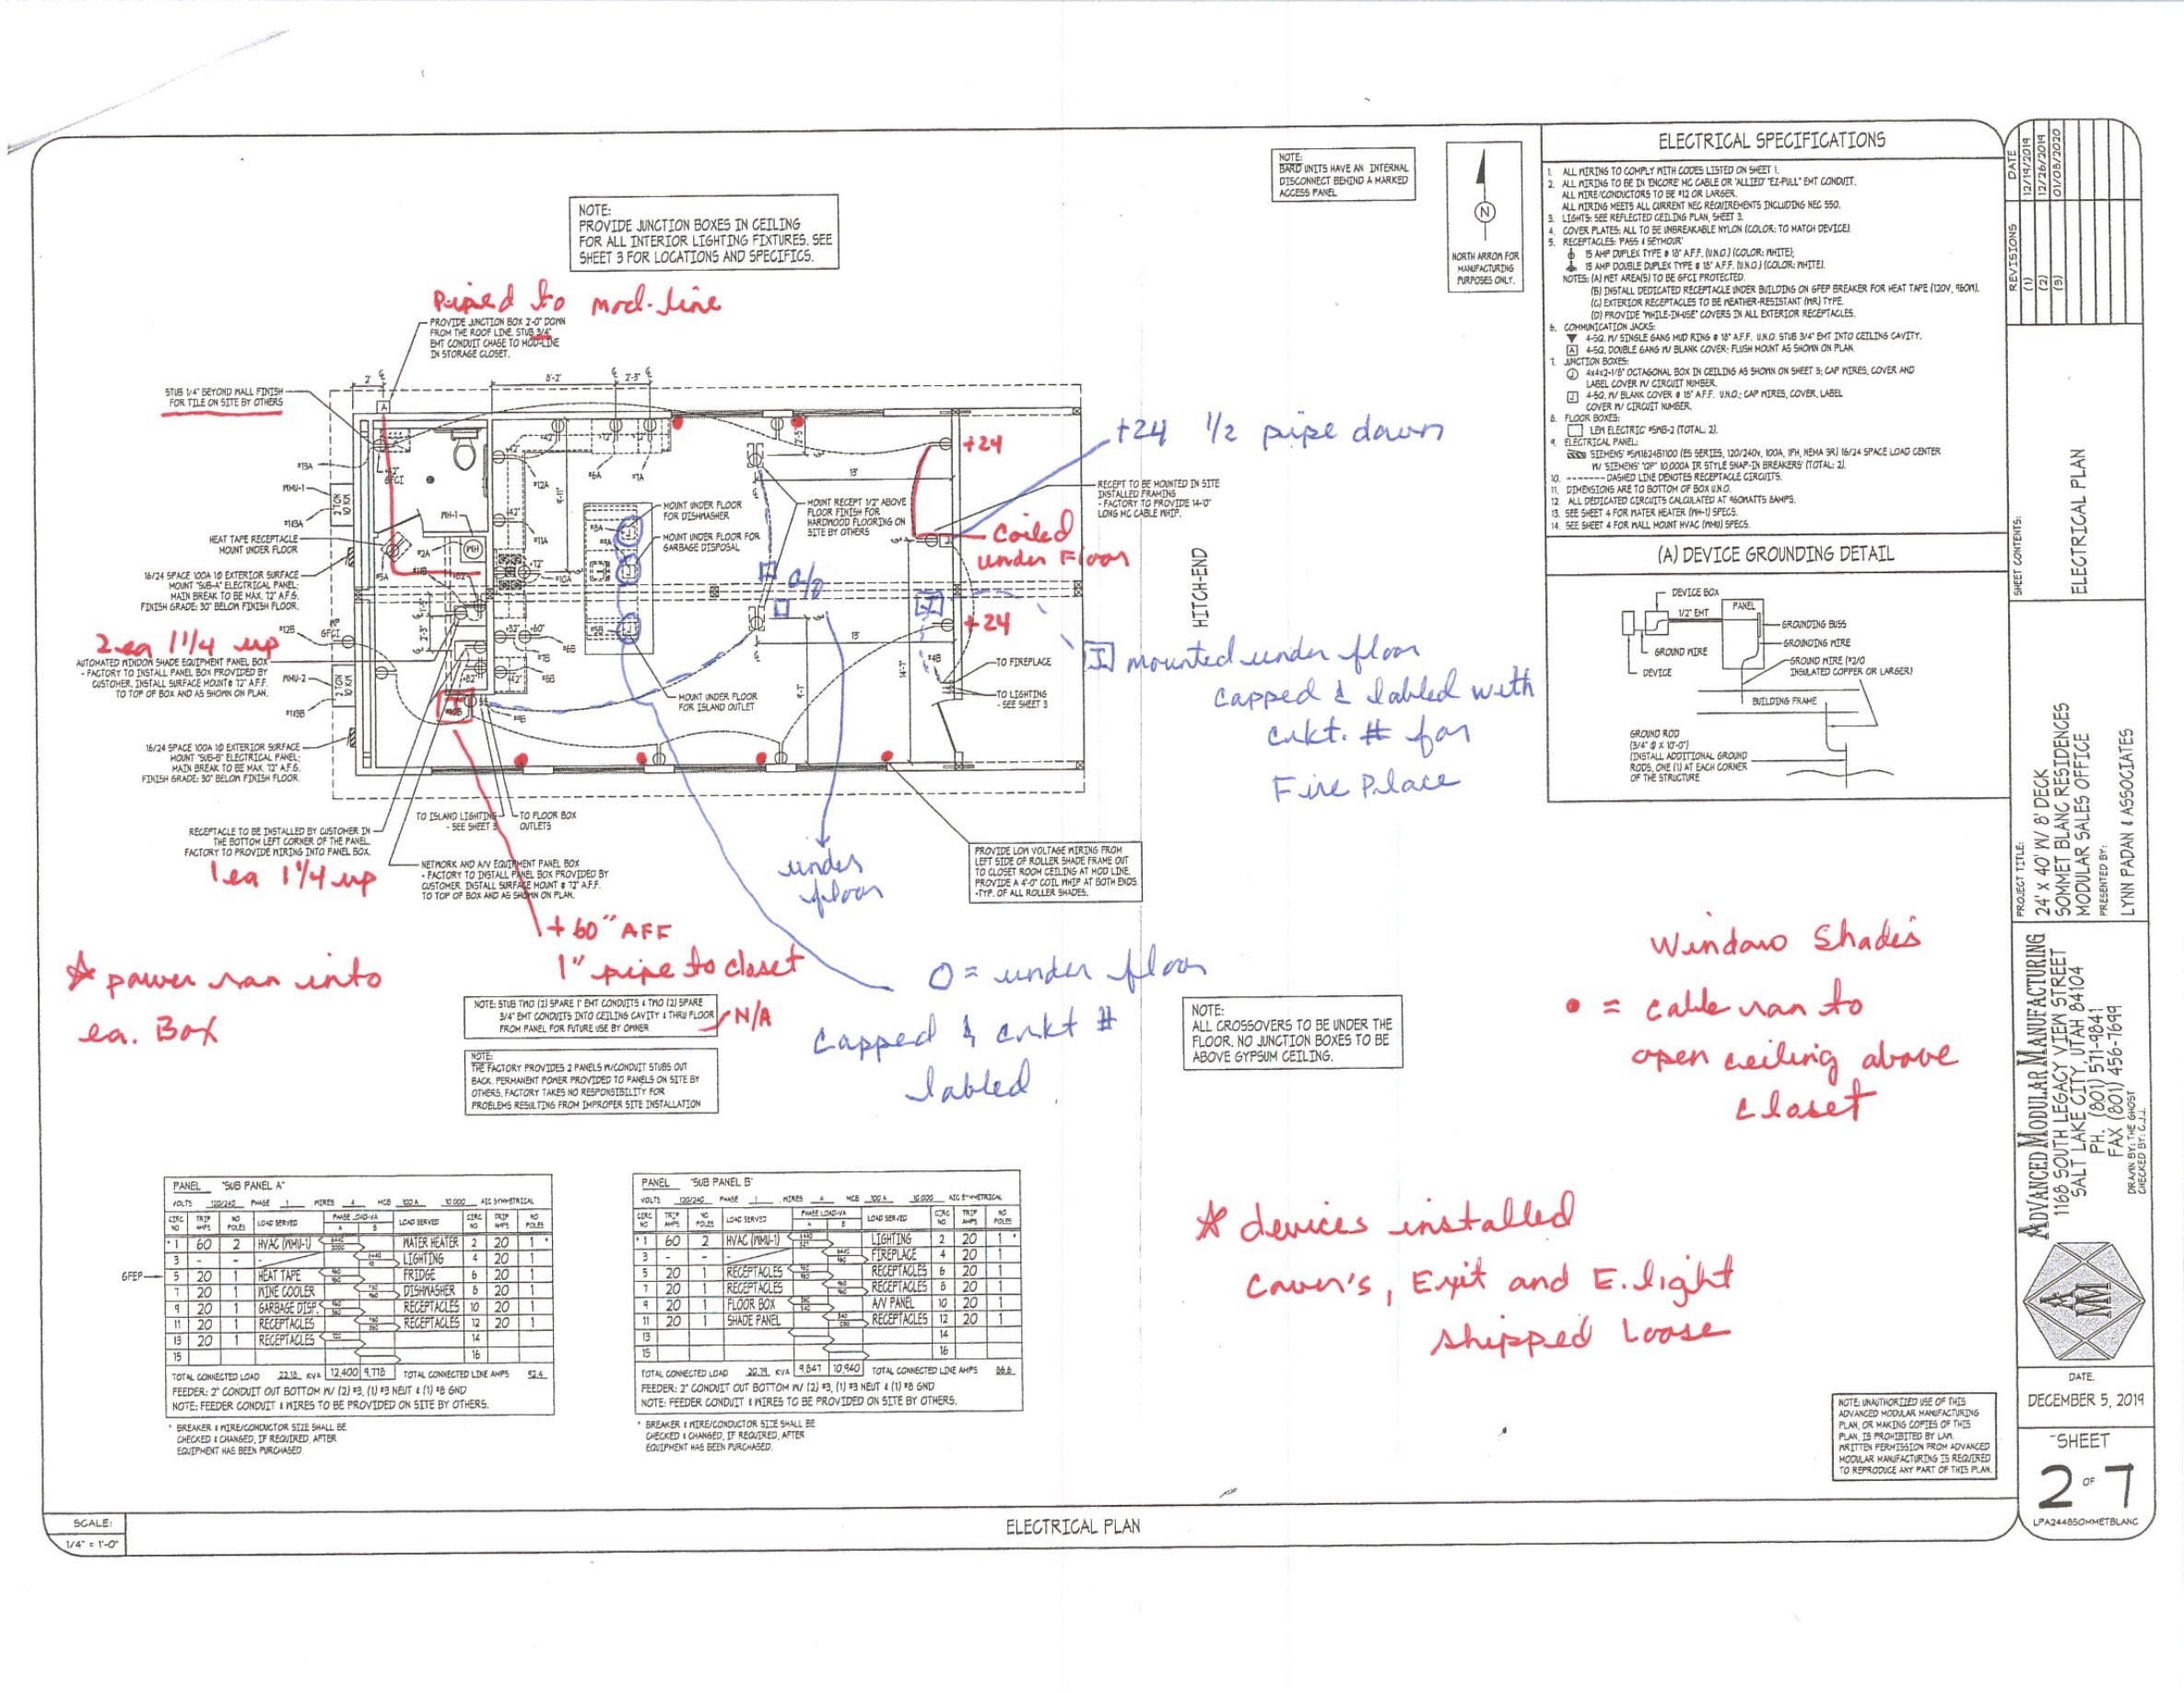 NOTE:
PROVIDE JUNCTION BOXES IN CEILING
FOR ALL INTERIOR LIGHTING FIXTURES. SEE
SHEET 3 FOR LOCATIONS AND SPECIFICS.
NOTE:
BARD UNITS HAVE AN INTERNAL
DISCONNECT BEHIND A MARKED
ACCESS PANEL
N
NORTH ARROW FOR
MANUFACTURING
PURPOSES ONLY.
ELECTRICAL SPECIFICATIONS
1. ALL WIRING TO COMPLY WITH CODES LISTED ON SHEET 1.
2. ALL WIRING TO BE IN 'ENCORE' MC CABLE OR 'ALLIED' 'EZ-PULL' EMT CONDUIT.
ALL WIRE/CONDUCTORS TO BE #12 OR LARGER.
ALL WIRING MEETS ALL CURRENT NEC REQUIREMENTS INCLUDING NEC 550.
3. LIGHTS: SEE REFLECTED CEILING PLAN, SHEET 3.
4. COVER PLATES: ALL TO BE UNBREAKABLE NYLON (COLOR: TO MATCH DEVICE).
5. RECEPTACLES: 'PASS & SEYMOUR'
15 AMP DUPLEX TYPE @ 18" A.F.F. (U.N.O.) (COLOR: WHITE);
15 AMP DOUBLE DUPLEX TYPE @ 18" A.F.F. (U.N.O.) (COLOR: WHITE).
NOTES: (A) WET AREA(S) TO BE GFCI PROTECTED.
(B) INSTALL DEDICATED RECEPTACLE UNDER BUILDING ON GFEP BREAKER FOR HEAT TAPE (120V, 960W).
(C) EXTERIOR RECEPTACLES TO BE WEATHER-RESISTANT (WR) TYPE.
(D) PROVIDE "WHILE-IN-USE" COVERS IN ALL EXTERIOR RECEPTACLES.
6. COMMUNICATION JACKS:
4-SQ. W/ SINGLE GANG MUD RING @ 18" A.F.F. U.N.O. STUB 3/4" EMT INTO CEILING CAVITY.
A 4-SQ. DOUBLE GANG W/ BLANK COVER; FLUSH MOUNT AS SHOWN ON PLAN.
7. JUNCTION BOXES:
J 4x4x2-1/8" OCTAGONAL BOX IN CEILING AS SHOWN ON SHEET 3; CAP WIRES, COVER AND
LABEL COVER W/ CIRCUIT NUMBER.
J 4-SQ. W/ BLANK COVER @ 18" A.F.F. U.N.O.; CAP WIRES, COVER, LABEL
COVER W/ CIRCUIT NUMBER.
8. FLOOR BOXES:
LEW ELECTRIC #SWB-2 (TOTAL: 2).
9. ELECTRICAL PANEL:
(ES SERIES, 120/240v, 100A, 1PH, NEMA 3R) 16/24 SPACE LOAD CENTER
W/ SIEMENS 'QP' 10,000A IR STYLE SNAP-IN BREAKERS' (TOTAL: 2).
10. ------- DASHED LINE DENOTES RECEPTACLE CIRCUITS.
11. DIMENSIONS ARE TO BOTTOM OF BOX U.N.O.
12. ALL DEDICATED CIRCUITS CALCULATED AT 960WATTS 8AMPS.
13. SEE SHEET 4 FOR WATER HEATER (WH-1) SPECS.
14. SEE SHEET 4 FOR WALL MOUNT HVAC (WMU) SPECS.
(A) DEVICE GROUNDING DETAIL
DEVICE BOX
1/2" EMT
PANEL
GROUNDING BUSS
GROUND WIRE
GROUNDING WIRE
GROUND WIRE (#2/0
INSULATED COPPER OR LARGER)
DEVICE
BUILDING FRAME
GROUND ROD
(3/4" Ø X 10'-0")
(INSTALL ADDITIONAL GROUND
RODS, ONE (1) AT EACH CORNER
OF THE STRUCTURE
Piped to mod-line
PROVIDE JUNCTION BOX 2'-0" DOWN
FROM THE ROOF LINE. STUB 3/4"
EMT CONDUIT CHASE TO MOD-LINE
IN STORAGE CLOSET.
STUB 1/4" BEYOND WALL FINISH
FOR TILE ON SITE BY OTHERS
2'
8'-2"
2'-3"
A
#13A
WMU-1
2 TON
10 KW
#1&3A
HEAT TAPE RECEPTACLE
MOUNT UNDER FLOOR
16/24 SPACE 100A 1Ø EXTERIOR SURFACE
MOUNT "SUB-A" ELECTRICAL PANEL:
MAIN BREAK TO BE MAX. 72" A.F.G.
FINISH GRADE: 30" BELOW FINISH FLOOR.
#12B
GFCI
2 ea 1 1/4 up
AUTOMATED WINDOW SHADE EQUIPMENT PANEL BOX
- FACTORY TO INSTALL PANEL BOX PROVIDED BY
CUSTOMER. INSTALL SURFACE MOUNT @ 72" A.F.F.
TO TOP OF BOX AND AS SHOWN ON PLAN.
WMU-2
2 TON
10 KW
#1&3B
16/24 SPACE 100A 1Ø EXTERIOR SURFACE
MOUNT "SUB-B" ELECTRICAL PANEL:
MAIN BREAK TO BE MAX. 72" A.F.G.
FINISH GRADE: 30" BELOW FINISH FLOOR.
GFCI
WH-1
WH
#2A
#5A
#6A
#7A
#12A
#11A
#10A
MOUNT UNDER FLOOR
FOR DISHWASHER
MOUNT UNDER FLOOR FOR
GARBAGE DISPOSAL
MOUNT RECEPT 1/2" ABOVE
FLOOR FINISH FOR
HARDWOOD FLOORING ON
SITE BY OTHERS
13'
13'
MOUNT UNDER FLOOR
FOR ISLAND OUTLET
+24
+24 1/2 pipe down
RECEPT TO BE MOUNTED IN SITE
INSTALLED FRAMING
- FACTORY TO PROVIDE 14'-0"
LONG MC CABLE WHIP.
Coiled
under Floor
+24
HITCH-END
#4B
TO FIREPLACE
TO LIGHTING
- SEE SHEET 3
J mounted under floor
capped & labled with
crkt. # for
Fire Place
TO ISLAND LIGHTING
- SEE SHEET 3
TO FLOOR BOX
OUTLETS
RECEPTACLE TO BE INSTALLED BY CUSTOMER IN
THE BOTTOM LEFT CORNER OF THE PANEL.
FACTORY TO PROVIDE WIRING INTO PANEL BOX.
1 ea 1 1/4 up
NETWORK AND A/V EQUIPMENT PANEL BOX
- FACTORY TO INSTALL PANEL BOX PROVIDED BY
CUSTOMER. INSTALL SURFACE MOUNT @ 72" A.F.F.
TO TOP OF BOX AND AS SHOWN ON PLAN.
under
floor
PROVIDE LOW VOLTAGE WIRING FROM
LEFT SIDE OF ROLLER SHADE FRAME OUT
TO CLOSET ROOM CEILING AT MOD LINE.
PROVIDE A 4'-0" COIL WHIP AT BOTH ENDS.
-TYP. OF ALL ROLLER SHADES.
+60" AFF
1" pipe to closet
* power ran into
ea. Box
O = under floor
capped & crkt #
labled
NOTE: STUB TWO (2) SPARE 1" EMT CONDUITS & TWO (2) SPARE
3/4" EMT CONDUITS INTO CEILING CAVITY & THRU FLOOR
FROM PANEL FOR FUTURE USE BY OWNER.
N/A
NOTE:
THE FACTORY PROVIDES 2 PANELS W/CONDUIT STUBS OUT
BACK. PERMANENT POWER PROVIDED TO PANELS ON SITE BY
OTHERS. FACTORY TAKES NO RESPONSIBILITY FOR
PROBLEMS RESULTING FROM IMPROPER SITE INSTALLATION
NOTE:
ALL CROSSOVERS TO BE UNDER THE
FLOOR. NO JUNCTION BOXES TO BE
ABOVE GYPSUM CEILING.
Window Shades
• = cable ran to
open ceiling above
closet
* devices installed
Cover's, Exit and E. light
shipped loose
PANEL "SUB PANEL A"
VOLTS 120/240 PHASE 1 WIRES 4 MCB 100 A 10,000 AIC SYMMETRICAL
CIRC NO TRIP AMPS NO POLES LOAD SERVED PHASE LOAD-VA A B LOAD SERVED CIRC NO TRIP AMPS NO POLES
* 1 60 2 HVAC (WMU-1) WATER HEATER 2 20 *
3 - - - LIGHTING 4 20 1
GFEP 5 20 1 HEAT TAPE FRIDGE 6 20 1
7 20 1 WINE COOLER DISHWASHER 8 20 1
9 20 1 GARBAGE DISP. RECEPTACLES 10 20 1
11 20 1 RECEPTACLES RECEPTACLES 12 20 1
13 20 1 RECEPTACLES 14
15 16
TOTAL CONNECTED LOAD 22.18 KVA 12,400 9,778 TOTAL CONNECTED LINE AMPS 92.4
FEEDER: 2" CONDUIT OUT BOTTOM W/ (2) #3, (1) #3 NEUT & (1) #8 GND
NOTE: FEEDER CONDUIT & WIRES TO BE PROVIDED ON SITE BY OTHERS.
* BREAKER & WIRE/CONDUCTOR SIZE SHALL BE
CHECKED & CHANGED, IF REQUIRED, AFTER
EQUIPMENT HAS BEEN PURCHASED.
PANEL "SUB PANEL B"
VOLTS 120/240 PHASE 1 WIRES 4 MCB 100 A 10,000 AIC SYMMETRICAL
CIRC NO TRIP AMPS NO POLES LOAD SERVED PHASE LOAD-VA A B LOAD SERVED CIRC NO TRIP AMPS NO POLES
* 1 60 2 HVAC (WMU-1) LIGHTING 2 20 1 *
3 - - - FIREPLACE 4 20 1
5 20 1 RECEPTACLES RECEPTACLES 6 20 1
7 20 1 RECEPTACLES RECEPTACLES 8 20 1
9 20 1 FLOOR BOX A/V PANEL 10 20 1
11 20 1 SHADE PANEL RECEPTACLES 12 20 1
13 14
15 16
TOTAL CONNECTED LOAD 20.79 KVA 9,847 10,940 TOTAL CONNECTED LINE AMPS 86.6
FEEDER: 2" CONDUIT OUT BOTTOM W/ (2) #3, (1) #3 NEUT & (1) #8 GND
NOTE: FEEDER CONDUIT & WIRES TO BE PROVIDED ON SITE BY OTHERS.
* BREAKER & WIRE/CONDUCTOR SIZE SHALL BE
CHECKED & CHANGED, IF REQUIRED, AFTER
EQUIPMENT HAS BEEN PURCHASED.
NOTE: UNAUTHORIZED USE OF THIS
ADVANCED MODULAR MANUFACTURING
PLAN, OR MAKING COPIES OF THIS
PLAN, IS PROHIBITED BY LAW.
WRITTEN PERMISSION FROM ADVANCED
MODULAR MANUFACTURING IS REQUIRED
TO REPRODUCE ANY PART OF THIS PLAN.
REVISIONS DATE
(1) 12/19/2019
(2) 12/26/2019
(3) 01/08/2020
SHEET CONTENTS:
ELECTRICAL PLAN
PROJECT TITLE:
24' x 40' W/ 8' DECK
SOMMET BLANC RESIDENCES
MODULAR SALES OFFICE
PRESENTED BY:
LYNN PADAN & ASSOCIATES
ADVANCED MODULAR MANUFACTURING
1168 SOUTH LEGACY VIEW STREET
SALT LAKE CITY, UTAH 84104
PH. (801) 571-9841
FAX (801) 456-7699
DRAWN BY: THE GHOST
CHECKED BY: C.J.J.
AMM
DATE
DECEMBER 5, 2019
SHEET
2 OF 7
LPA2448SOMMETBLANC
SCALE:
1/4" = 1'-0"
ELECTRICAL PLAN